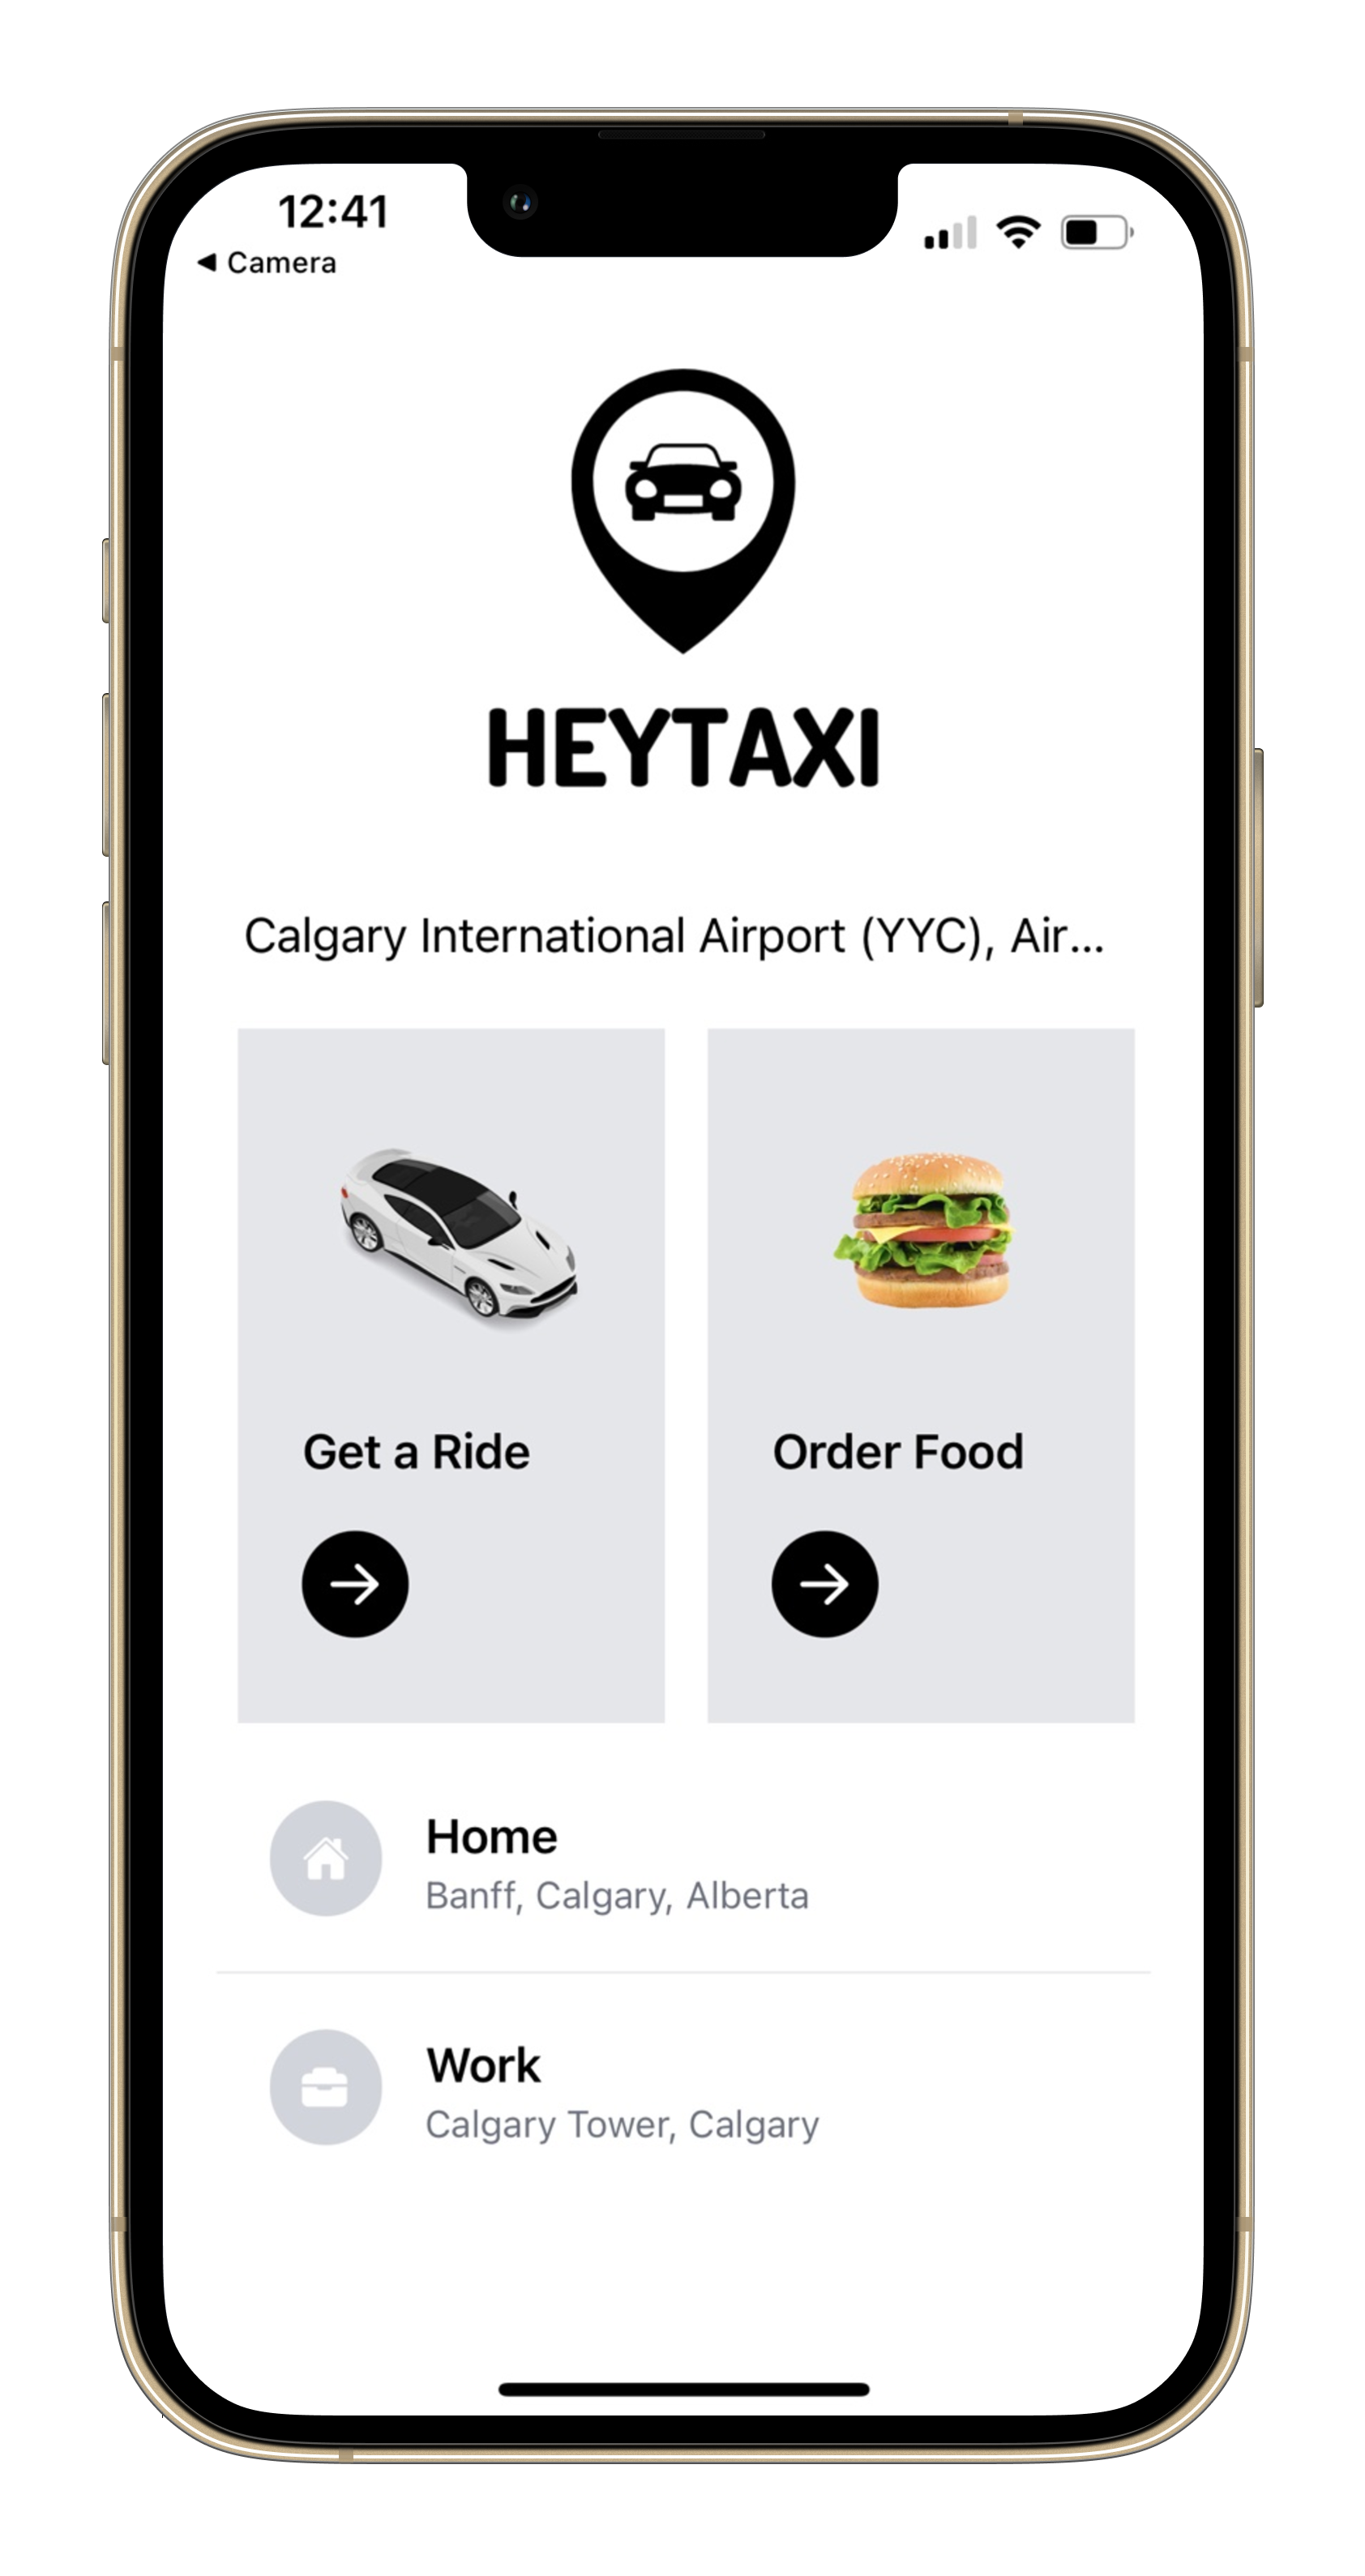 12:41
◀ Camera
HEYTAXI
Calgary International Airport (YYC), Air...
Get a Ride
Order Food
Home
Banff, Calgary, Alberta
Work
Calgary Tower, Calgary